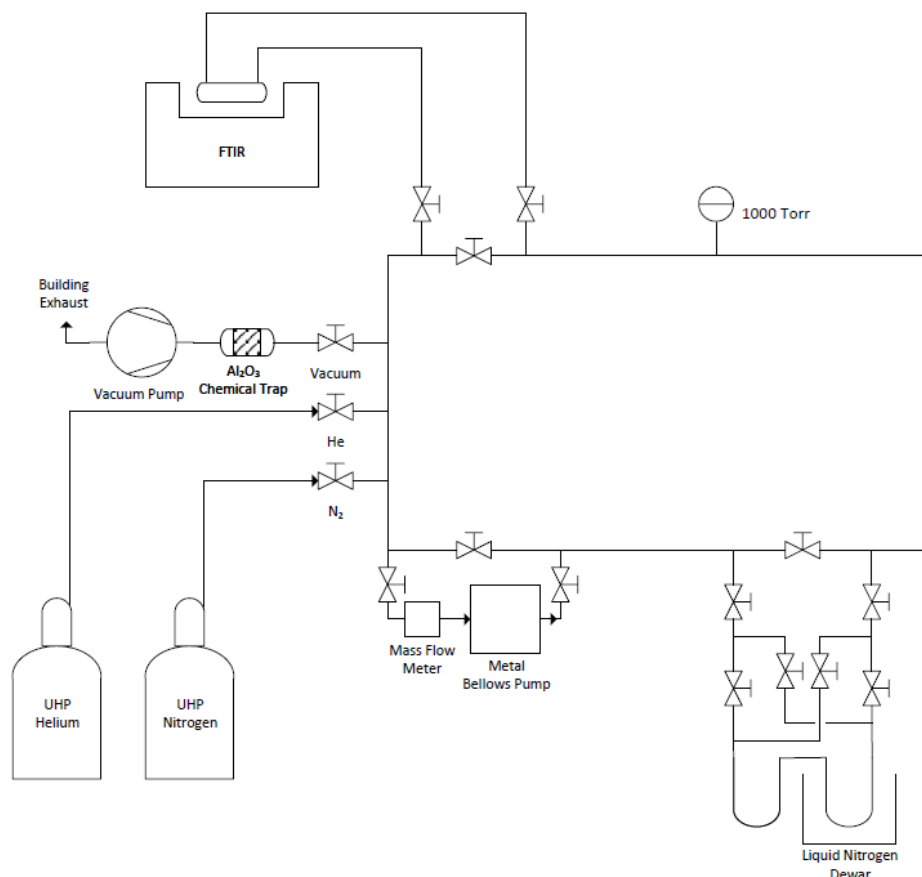 FTIR
1000 Torr
Building
Exhaust
Vacuum Pump
Al₂O₃
Chemical Trap
Vacuum
He
N₂
Mass Flow
Meter
Metal
Bellows Pump
UHP
Helium
UHP
Nitrogen
Liquid Nitrogen
Dewar